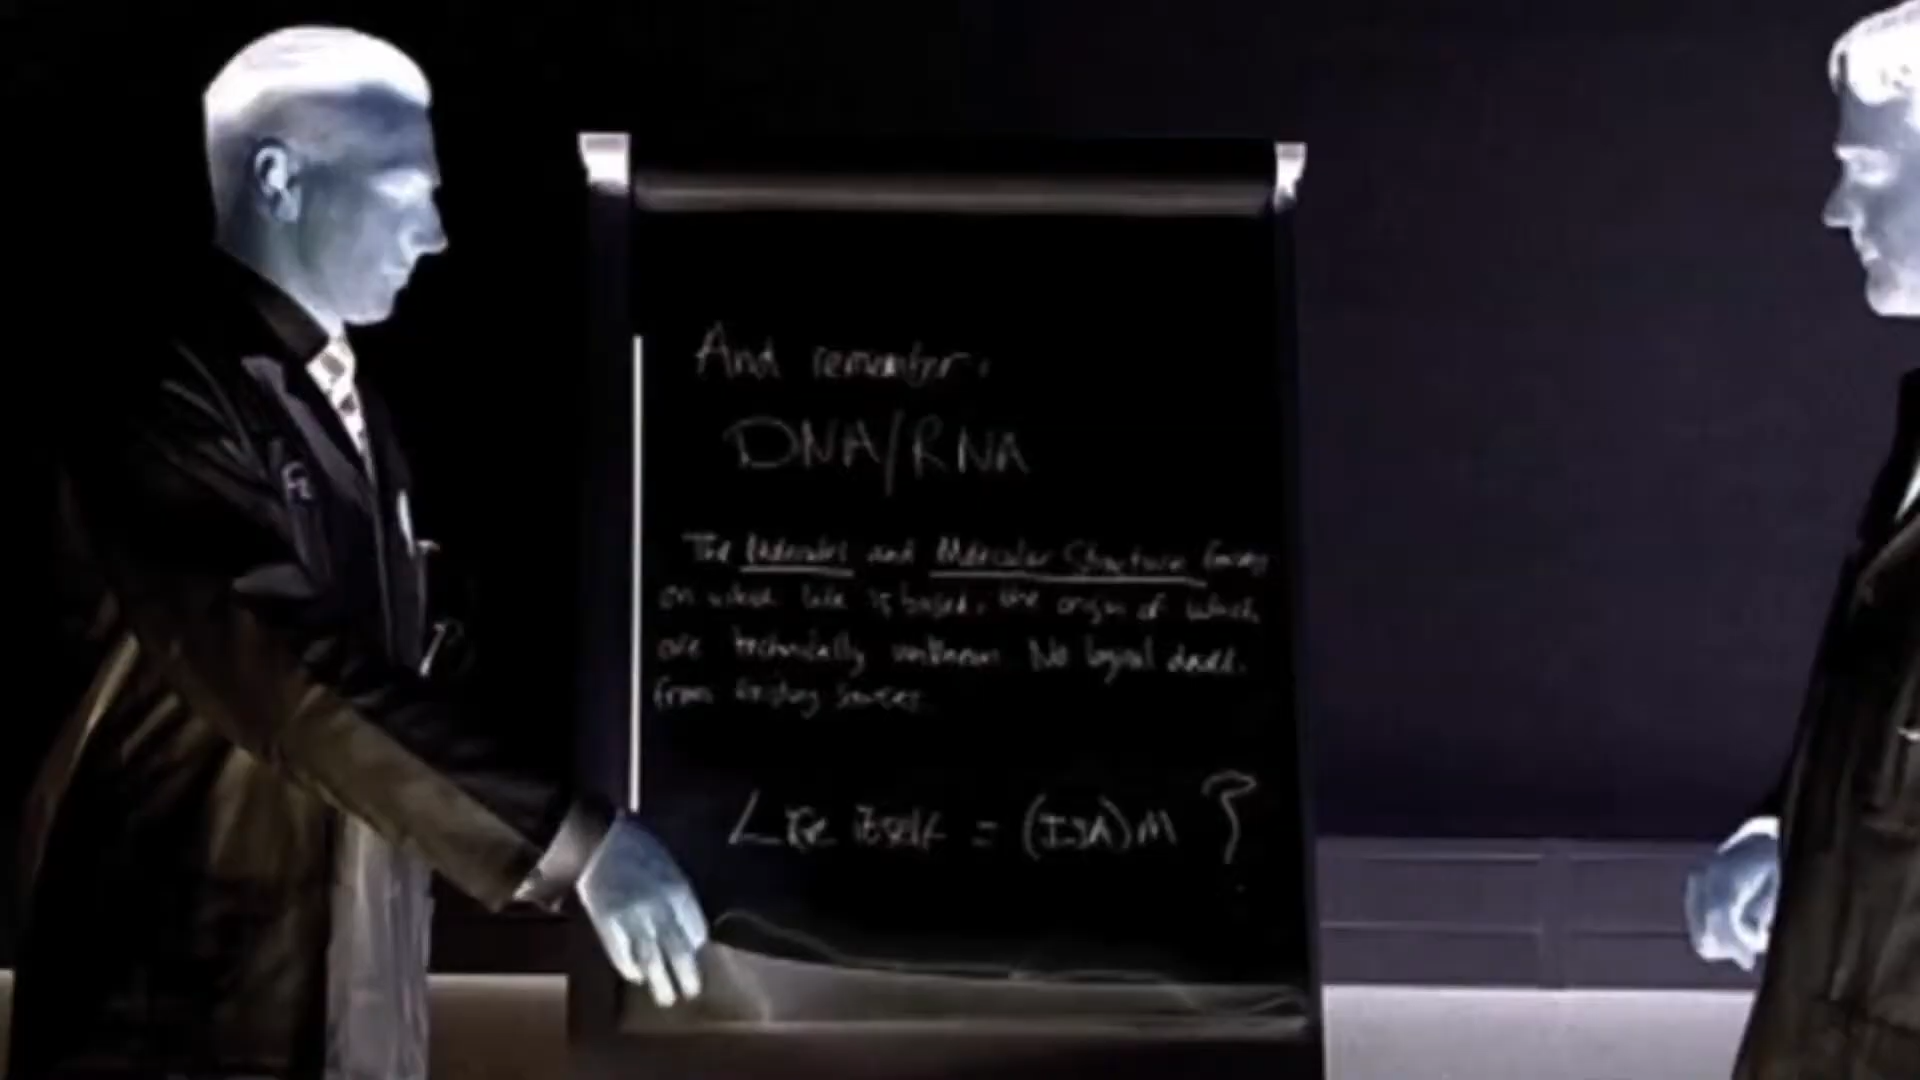 And remember:
DNA/RNA
The Molecules and Molecular Structure
on which life is based, the origin of which
are technically unknown. No logical
from existing sources.
Life itself =